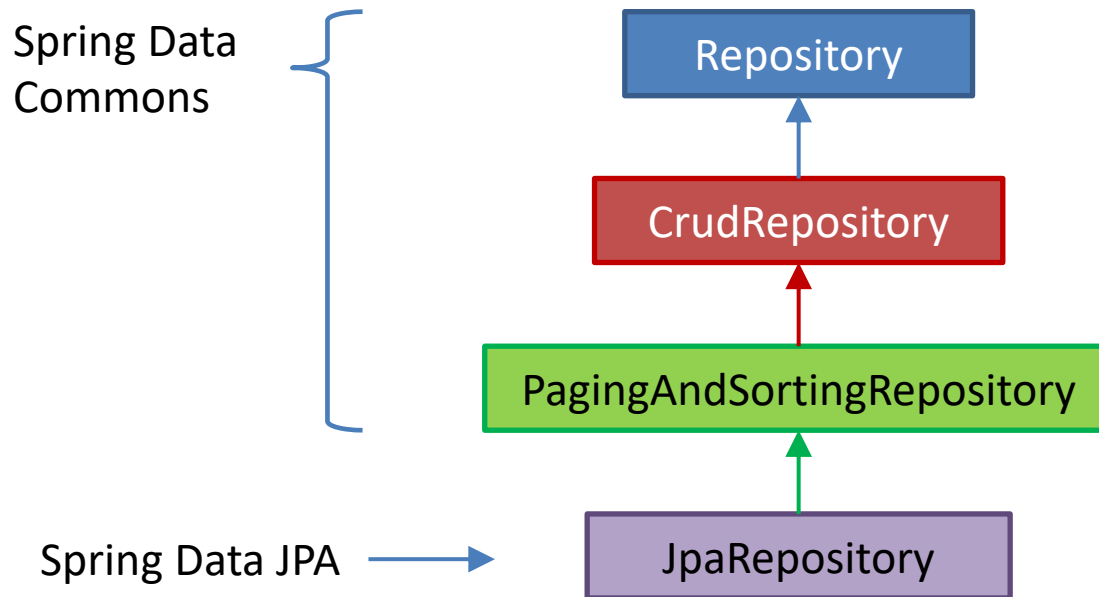 Spring Data
Commons
Repository
CrudRepository
PagingAndSortingRepository
Spring Data JPA
JpaRepository